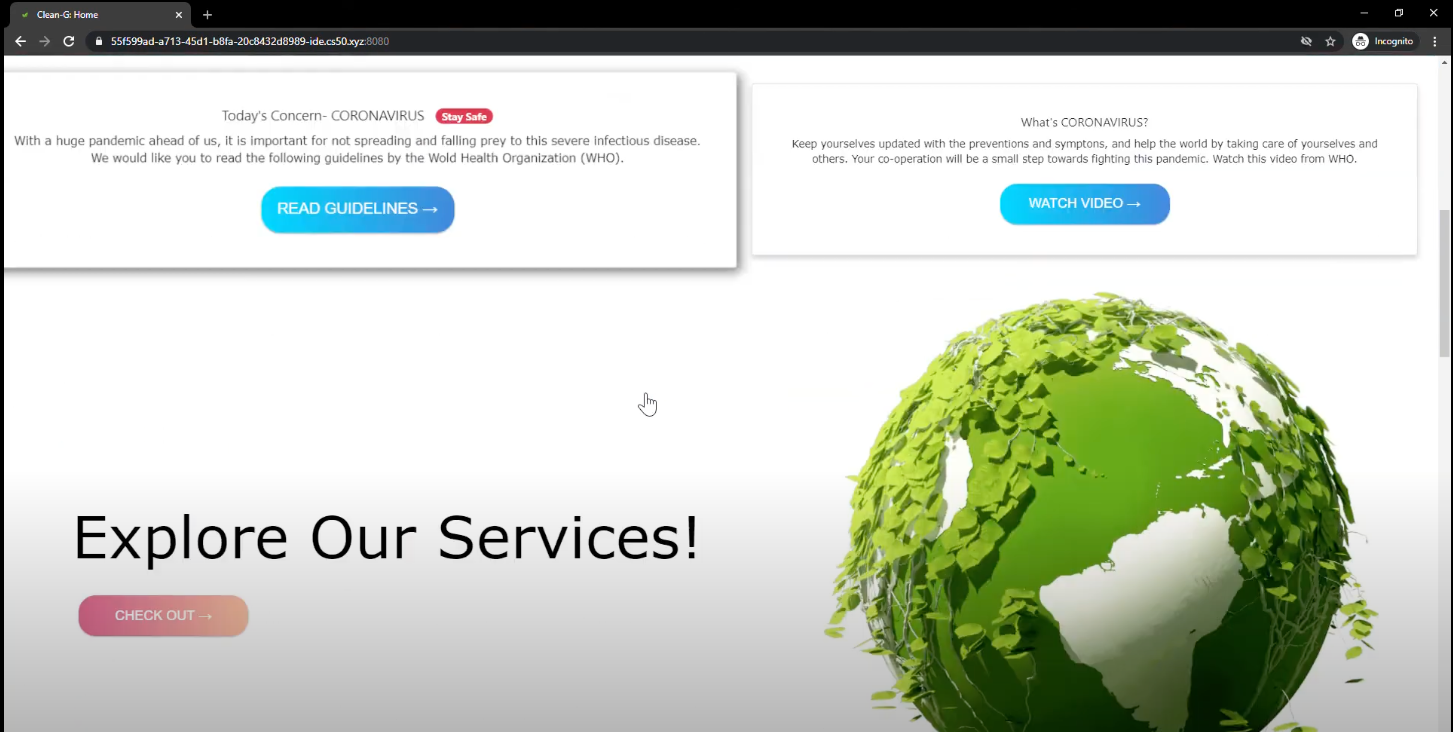 Clean-G: Home
55f599ad-a713-45d1-b8fa-20c8432d8989-ide.cs50.xyz:8080
Incognito
Today's Concern- CORONAVIRUS Stay Safe
With a huge pandemic ahead of us, it is important for not spreading and falling prey to this severe infectious disease.
We would like you to read the following guidelines by the Wold Health Organization (WHO).
READ GUIDELINES →
What's CORONAVIRUS?
Keep yourselves updated with the preventions and symptons, and help the world by taking care of yourselves and
others. Your co-operation will be a small step towards fighting this pandemic. Watch this video from WHO.
WATCH VIDEO →
Explore Our Services!
CHECK OUT →